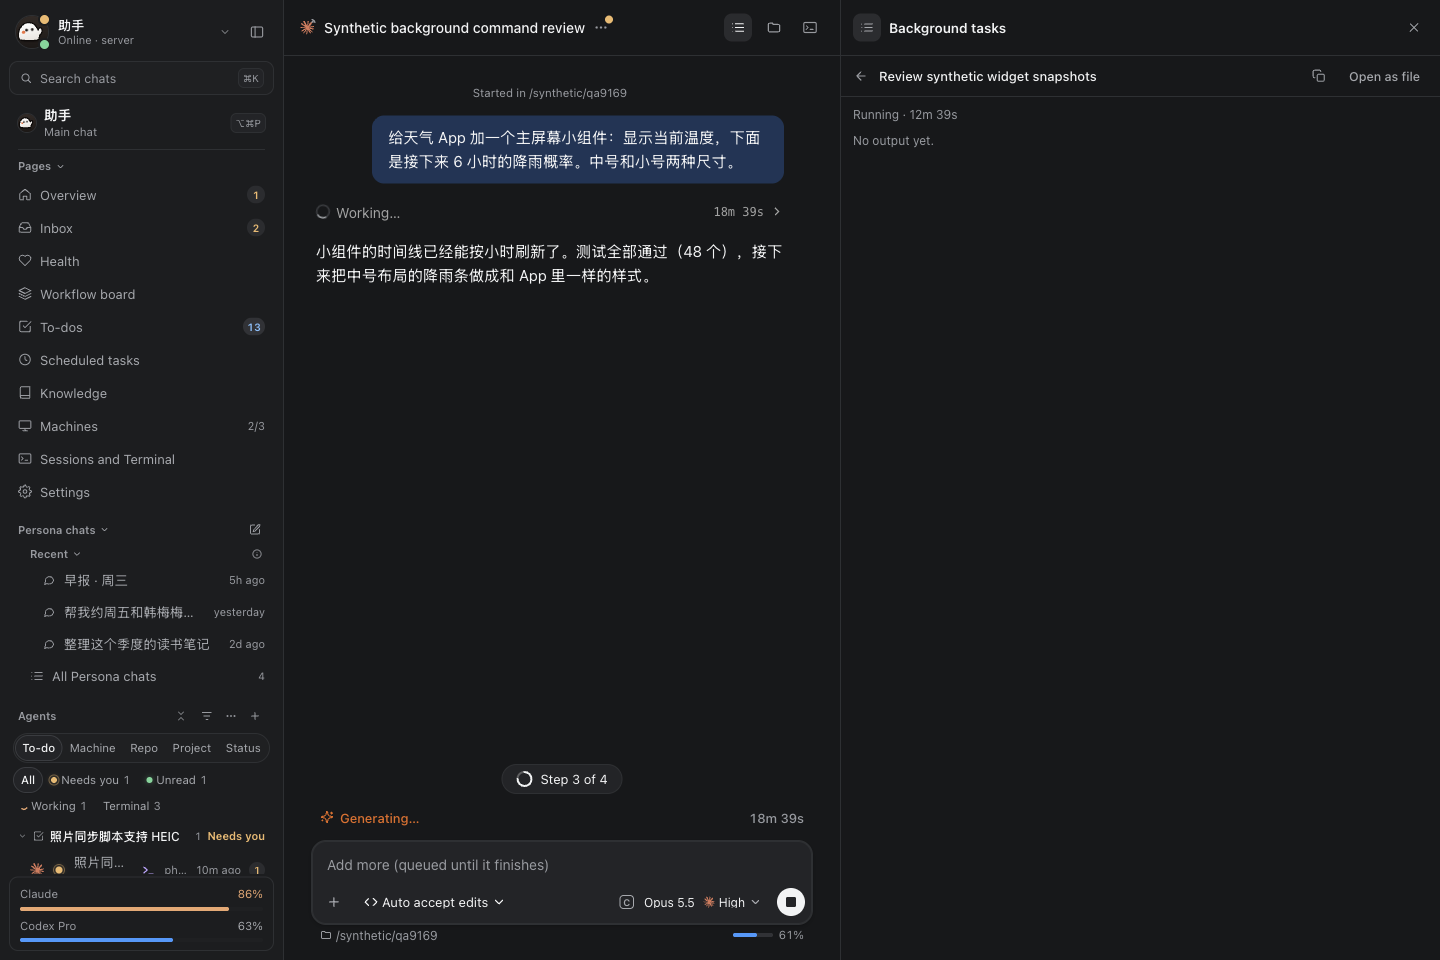 助手
Online · server
Search chats
⌘K
助手
Main chat
⌥⌘P
Pages
Overview
1
Inbox
2
Health
Workflow board
To-dos
13
Scheduled tasks
Knowledge
Machines
2/3
Sessions and Terminal
Settings
Persona chats
Recent
早报 · 周三
5h ago
帮我约周五和韩梅梅...
yesterday
整理这个季度的读书笔记
2d ago
All Persona chats
4
Agents
To-do Machine Repo Project Status
All Needs you 1 Unread 1
Working 1 Terminal 3
照片同步脚本支持 HEIC 1 Needs you
照片同... ph... 10m ago 1
Claude 86%
Codex Pro 63%
Synthetic background command review
Started in /synthetic/qa9169
给天气 App 加一个主屏幕小组件：显示当前温度，下面
是接下来 6 小时的降雨概率。中号和小号两种尺寸。
Working...
18m 39s
小组件的时间线已经能按小时刷新了。测试全部通过（48 个），接下
来把中号布局的降雨条做成和 App 里一样的样式。
Step 3 of 4
Generating...
18m 39s
Add more (queued until it finishes)
Auto accept edits
C Opus 5.5 High
/synthetic/qa9169
61%
Background tasks
Review synthetic widget snapshots
Open as file
Running · 12m 39s
No output yet.